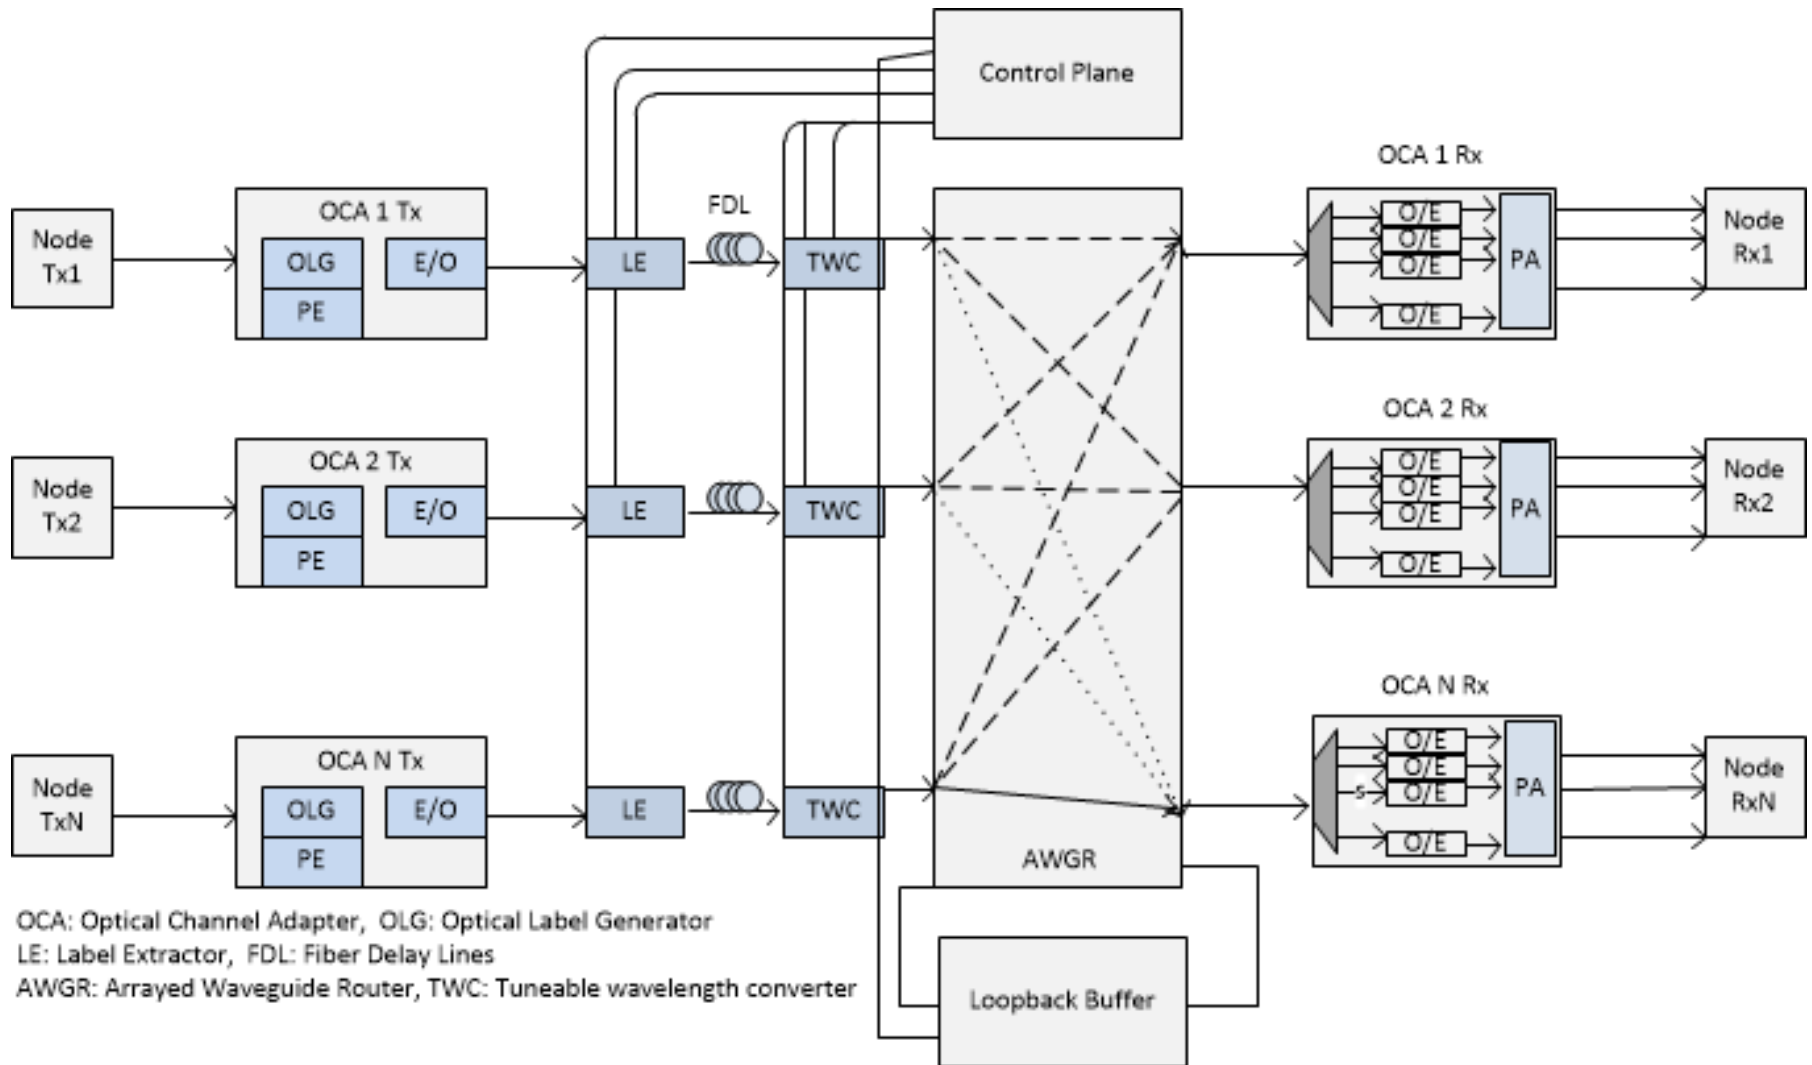 Control Plane
OCA 1 Rx
Node
Tx1
OCA 1 Tx
OLG
E/O
PE
LE
FDL
TWC
O/E
O/E
O/E
O/E
PA
Node
Rx1
OCA 2 Rx
Node
Tx2
OCA 2 Tx
OLG
E/O
PE
LE
TWC
O/E
O/E
O/E
O/E
PA
Node
Rx2
OCA N Rx
Node
TxN
OCA N Tx
OLG
E/O
PE
LE
TWC
O/E
O/E
s O/E
O/E
PA
Node
RxN
AWGR
OCA: Optical Channel Adapter, OLG: Optical Label Generator
LE: Label Extractor, FDL: Fiber Delay Lines
AWGR: Arrayed Waveguide Router, TWC: Tuneable wavelength converter
Loopback Buffer